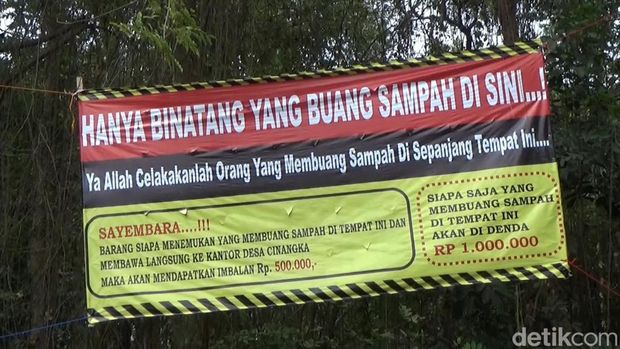 HANYA BINATANG YANG BUANG SAMPAH DI SINI...!
Ya Allah Celakakanlah Orang Yang Membuang Sampah Di Sepanjang Tempat Ini....
SAYEMBARA....!!!
BARANG SIAPA MENEMUKAN YANG MEMBUANG SAMPAH DI TEMPAT INI DAN
MEMBAWA LANGSUNG KE KANTOR DESA CINANGKA
MAKA AKAN MENDAPATKAN IMBALAN Rp. 500.000,-
SIAPA SAJA YANG
MEMBUANG SAMPAH
DI TEMPAT INI
AKAN DI DENDA
RP 1.000.000
detikcom